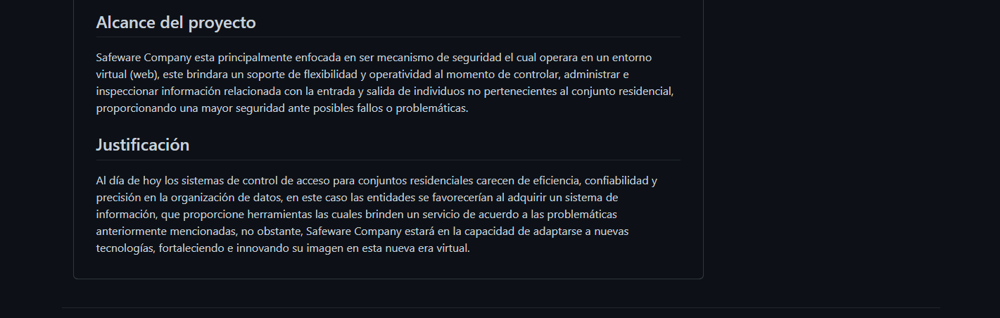 Alcance del proyecto
Safeware Company esta principalmente enfocada en ser mecanismo de seguridad el cual operara en un entorno
virtual (web), este brindara un soporte de flexibilidad y operatividad al momento de controlar, administrar e
inspeccionar información relacionada con la entrada y salida de individuos no pertenecientes al conjunto residencial,
proporcionando una mayor seguridad ante posibles fallos o problemáticas.
Justificación
Al día de hoy los sistemas de control de acceso para conjuntos residenciales carecen de eficiencia, confiabilidad y
precisión en la organización de datos, en este caso las entidades se favorecerían al adquirir un sistema de
información, que proporcione herramientas las cuales brinden un servicio de acuerdo a las problemáticas
anteriormente mencionadas, no obstante, Safeware Company estará en la capacidad de adaptarse a nuevas
tecnologías, fortaleciendo e innovando su imagen en esta nueva era virtual.